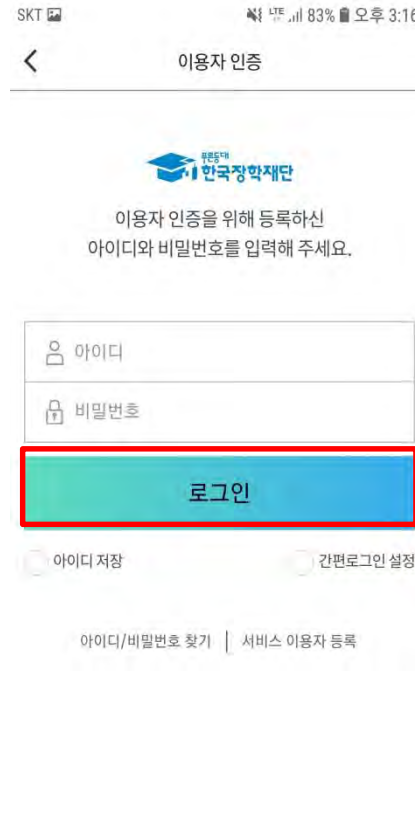 SKT LTE 83% 오후 3:16
이용자 인증
푸른등대
한국장학재단
이용자 인증을 위해 등록하신
아이디와 비밀번호를 입력해 주세요.
아이디
비밀번호
로그인
아이디 저장 간편로그인 설정
아이디/비밀번호 찾기 | 서비스 이용자 등록